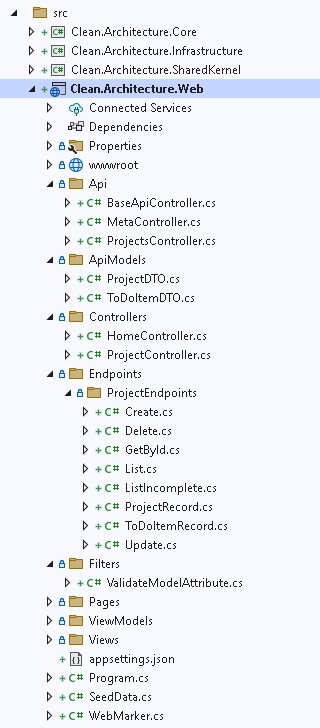 src
Clean.Architecture.Core
Clean.Architecture.Infrastructure
Clean.Architecture.SharedKernel
Clean.Architecture.Web
Connected Services
Dependencies
Properties
wwwroot
Api
C# BaseApiController.cs
C# MetaController.cs
C# ProjectsController.cs
ApiModels
C# ProjectDTO.cs
C# ToDoItemDTO.cs
Controllers
C# HomeController.cs
C# ProjectController.cs
Endpoints
ProjectEndpoints
C# Create.cs
C# Delete.cs
C# GetById.cs
C# List.cs
C# ListIncomplete.cs
C# ProjectRecord.cs
C# ToDoItemRecord.cs
C# Update.cs
Filters
C# ValidateModelAttribute.cs
Pages
ViewModels
Views
appsettings.json
C# Program.cs
C# SeedData.cs
C# WebMarker.cs